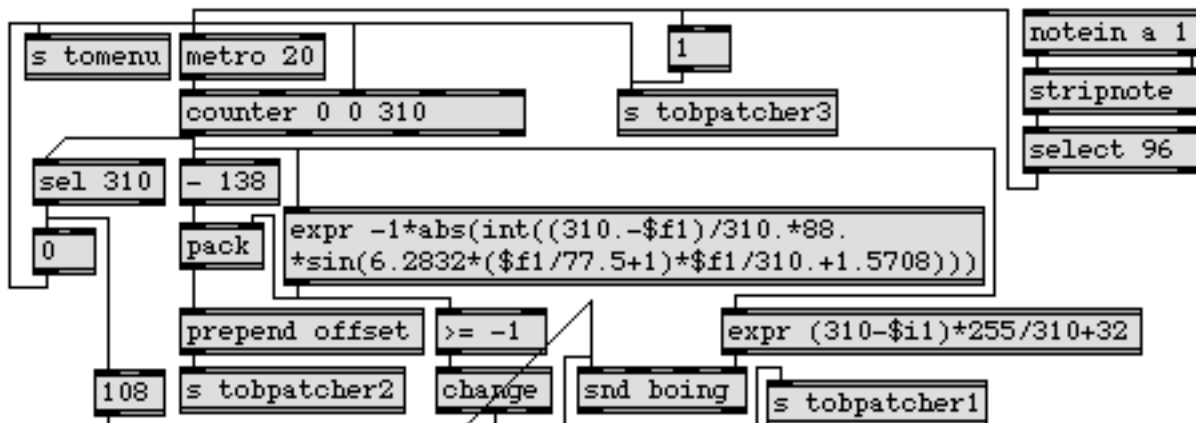 s tomenu
metro 20
1
notein a 1
counter 0 0 310
s tobpatcher3
stripnote
select 96
sel 310
- 138
0
pack
expr -1*abs(int((310.-$f1)/310.*88.
*sin(6.2832*($f1/77.5+1)*$f1/310.+1.5708)))
prepend offset
>= -1
expr (310-$i1)*255/310+32
108
s tobpatcher2
change
snd boing
s tobpatcher1